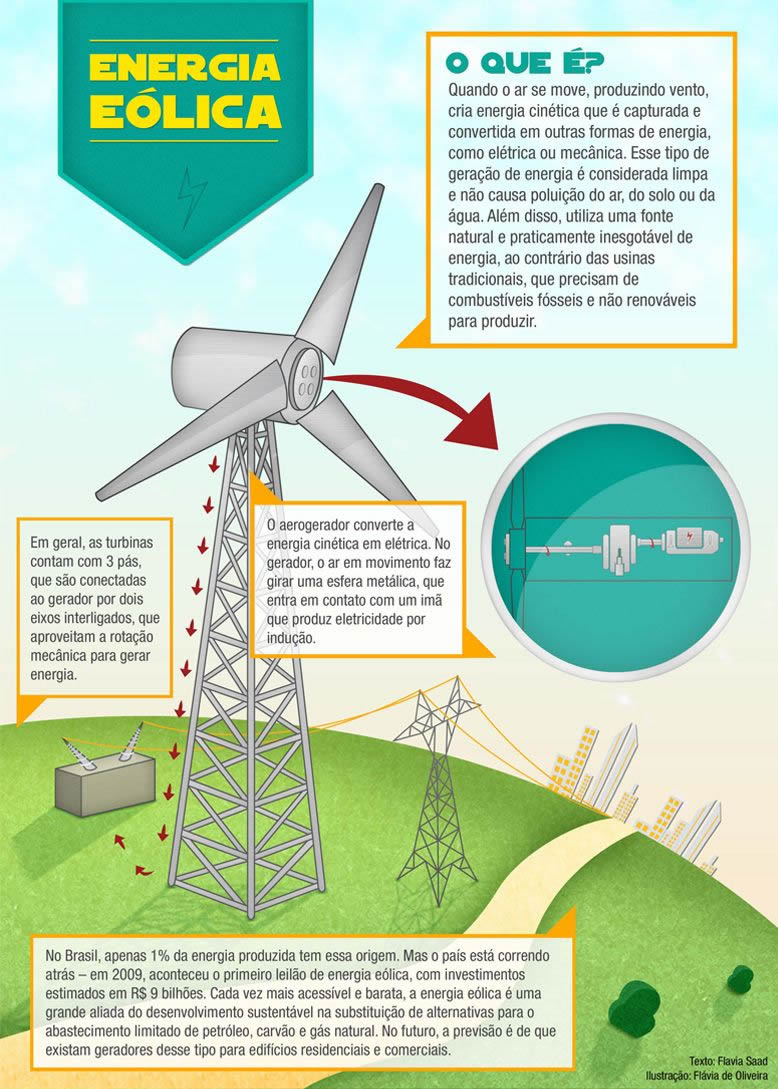 ENERGIA
EÓLICA
O QUE É?
Quando o ar se move, produzindo vento,
cria energia cinética que é capturada e
convertida em outras formas de energia,
como elétrica ou mecânica. Esse tipo de
geração de energia é considerada limpa
e não causa poluição do ar, do solo ou da
água. Além disso, utiliza uma fonte
natural e praticamente inesgotável de
energia, ao contrário das usinas
tradicionais, que precisam de
combustíveis fósseis e não renováveis
para produzir.
Em geral, as turbinas
contam com 3 pás,
que são conectadas
ao gerador por dois
eixos interligados, que
aproveitam a rotação
mecânica para gerar
energia.
O aerogerador converte a
energia cinética em elétrica. No
gerador, o ar em movimento faz
girar uma esfera metálica, que
entra em contato com um imã
que produz eletricidade por
indução.
No Brasil, apenas 1% da energia produzida tem essa origem. Mas o país está correndo
atrás – em 2009, aconteceu o primeiro leilão de energia eólica, com investimentos
estimados em R$ 9 bilhões. Cada vez mais acessível e barata, a energia eólica é uma
grande aliada do desenvolvimento sustentável na substituição de alternativas para o
abastecimento limitado de petróleo, carvão e gás natural. No futuro, a previsão é de que
existam geradores desse tipo para edifícios residenciais e comerciais.
Texto: Flavia Saad
Ilustração: Flávia de Oliveira